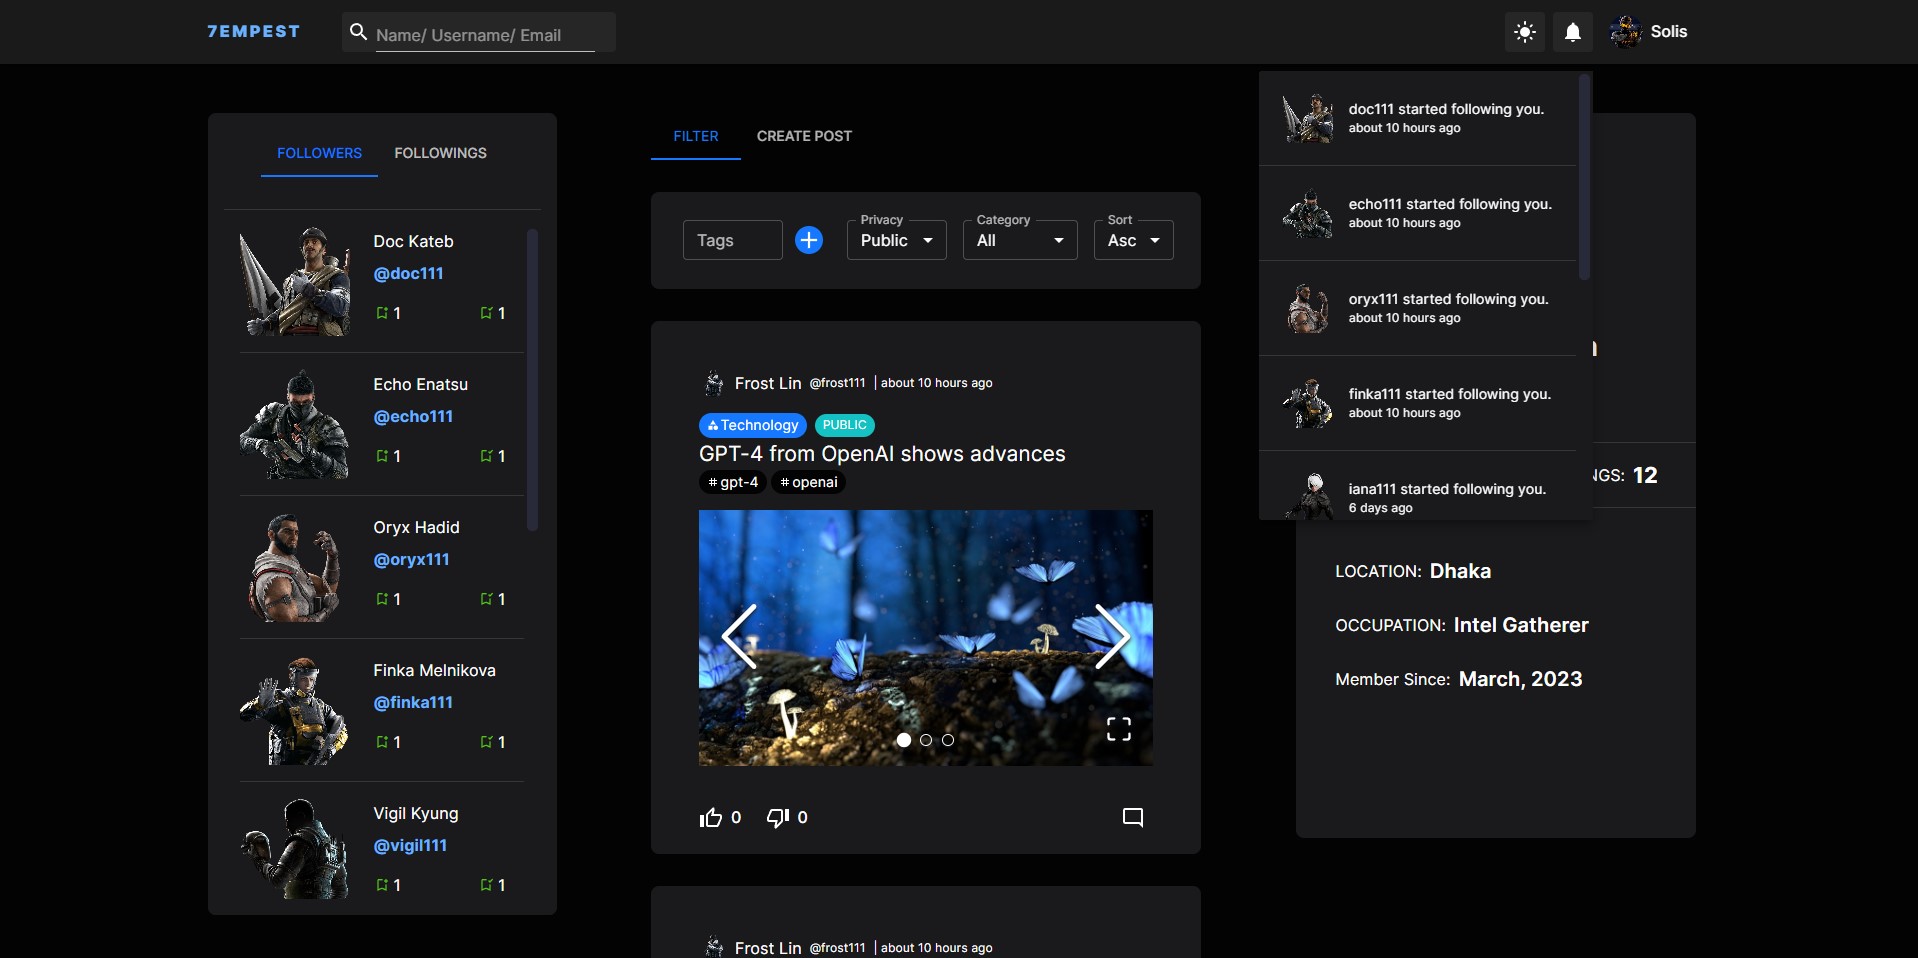 7EMPEST
Name/ Username/ Email
Solis
FOLLOWERS
FOLLOWINGS
Doc Kateb
@doc111
1
1
Echo Enatsu
@echo111
1
1
Oryx Hadid
@oryx111
1
1
Finka Melnikova
@finka111
1
1
Vigil Kyung
@vigil111
1
1
FILTER
CREATE POST
Tags
Privacy
Public
Category
All
Sort
Asc
Frost Lin @frost111 | about 10 hours ago
Technology
PUBLIC
GPT-4 from OpenAI shows advances
# gpt-4
# openai
0
0
Frost Lin @frost111 | about 10 hours ago
doc111 started following you.
about 10 hours ago
echo111 started following you.
about 10 hours ago
oryx111 started following you.
about 10 hours ago
finka111 started following you.
about 10 hours ago
iana111 started following you.
6 days ago
NGS: 12
LOCATION: Dhaka
OCCUPATION: Intel Gatherer
Member Since: March, 2023